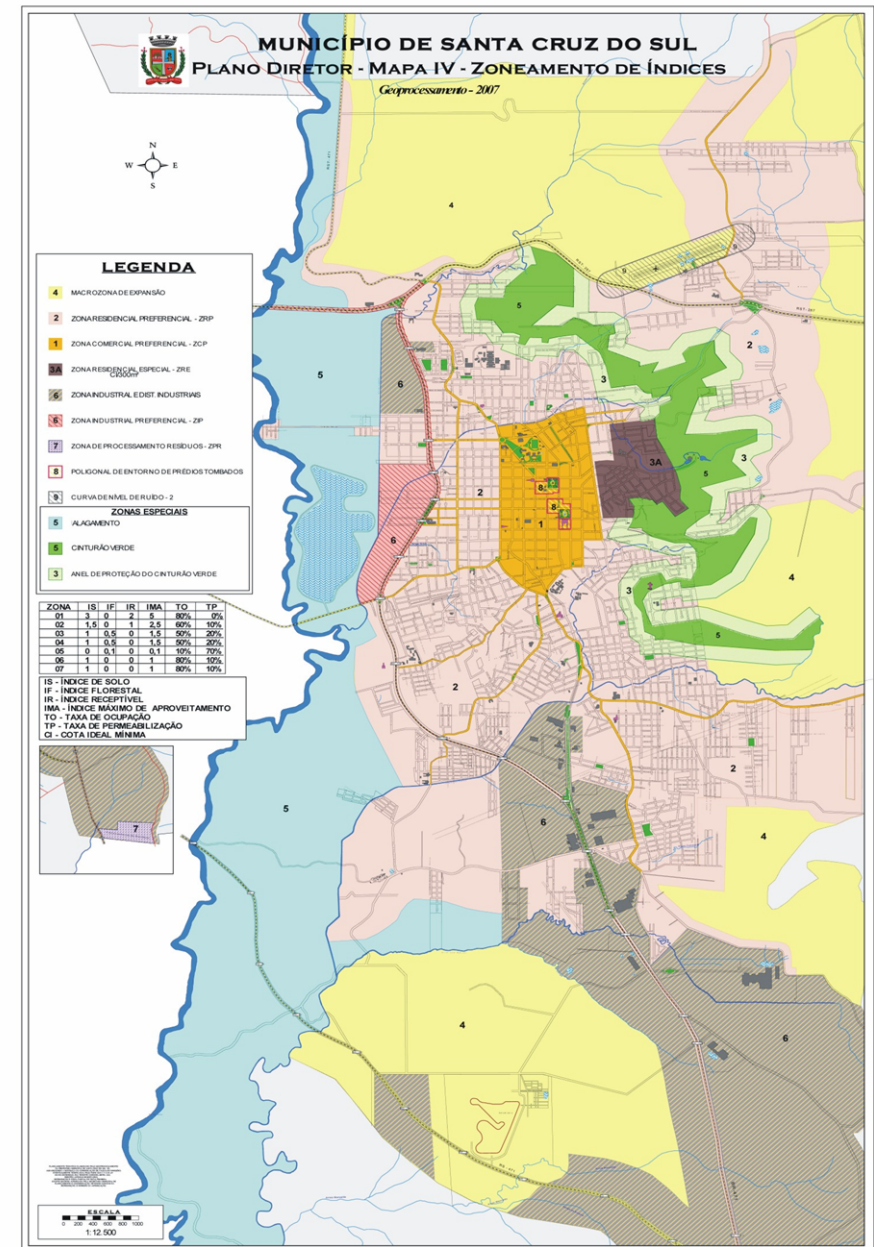 MUNICÍPIO DE SANTA CRUZ DO SUL
PLANO DIRETOR - MAPA IV - ZONEAMENTO DE ÍNDICES
Geoprocessamento - 2007
N
W E
S
LEGENDA
4 MACROZONA DE EXPANSÃO
2 ZONA RESIDENCIAL PREFERENCIAL - ZRP
1 ZONA COMERCIAL PREFERENCIAL - ZCP
3A ZONA RESIDENCIAL ESPECIAL - ZRE
CI/300m²
6 ZONA INDUSTRIAL E DIST. INDUSTRIAIS
6 ZONA INDUSTRIAL PREFERENCIAL - ZIP
7 ZONA DE PROCESSAMENTO RESÍDUOS - ZPR
8 POLIGONAL DE ENTORNO DE PRÉDIOS TOMBADOS
9 CURVA DE NÍVEL DE RUIDO - 2
ZONAS ESPECIAIS
5 ALAGAMENTO
5 CINTURÃO VERDE
3 ANEL DE PROTEÇÃO DO CINTURÃO VERDE
ZONA IS IF IR IMA TO TP
01 3 0 2 5 80% 0%
02 1,5 0 1 2,5 60% 10%
03 1 0,5 0 1,5 50% 20%
04 1 0,5 0 1,5 50% 20%
05 0 0,1 0 0,1 10% 70%
06 1 0 0 1 80% 10%
07 1 0 0 1 80% 10%
IS - ÍNDICE DE SOLO
IF - ÍNDICE FLORESTAL
IR - ÍNDICE RECEPTÍVEL
IMA - ÍNDICE MÁXIMO DE APROVEITAMENTO
TO - TAXA DE OCUPAÇÃO
TP - TAXA DE PERMEABILIZAÇÃO
CI - COTA IDEAL MÍNIMA
7
4
9
9
5
2
5
6
3
3A
3
5
2
8
8
1
6
4
3
2
5
2
2
5
6
4
4
6
ESCALA
0 200 400 600 800 1000
1:12.500